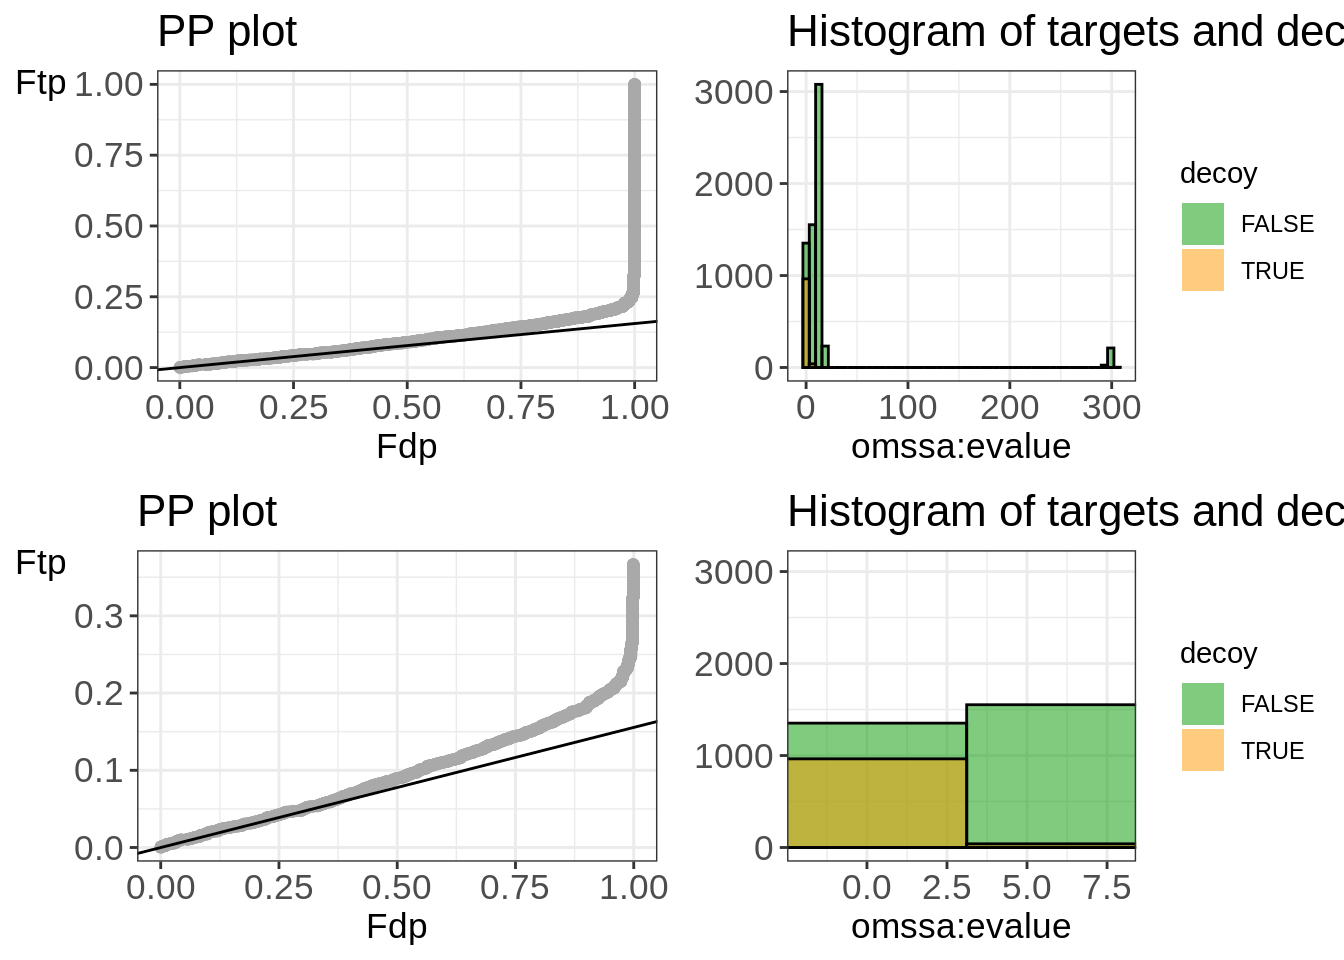 PP plot
Ftp
1.00
0.75
0.50
0.25
0.00
0.00 0.25 0.50 0.75 1.00
Fdp
Histogram of targets and dec
3000
2000
1000
0
0 100 200 300
omssa:evalue
decoy
FALSE
TRUE
PP plot
Ftp
0.3
0.2
0.1
0.0
0.00 0.25 0.50 0.75 1.00
Fdp
Histogram of targets and dec
3000
2000
1000
0
0.0 2.5 5.0 7.5
omssa:evalue
decoy
FALSE
TRUE